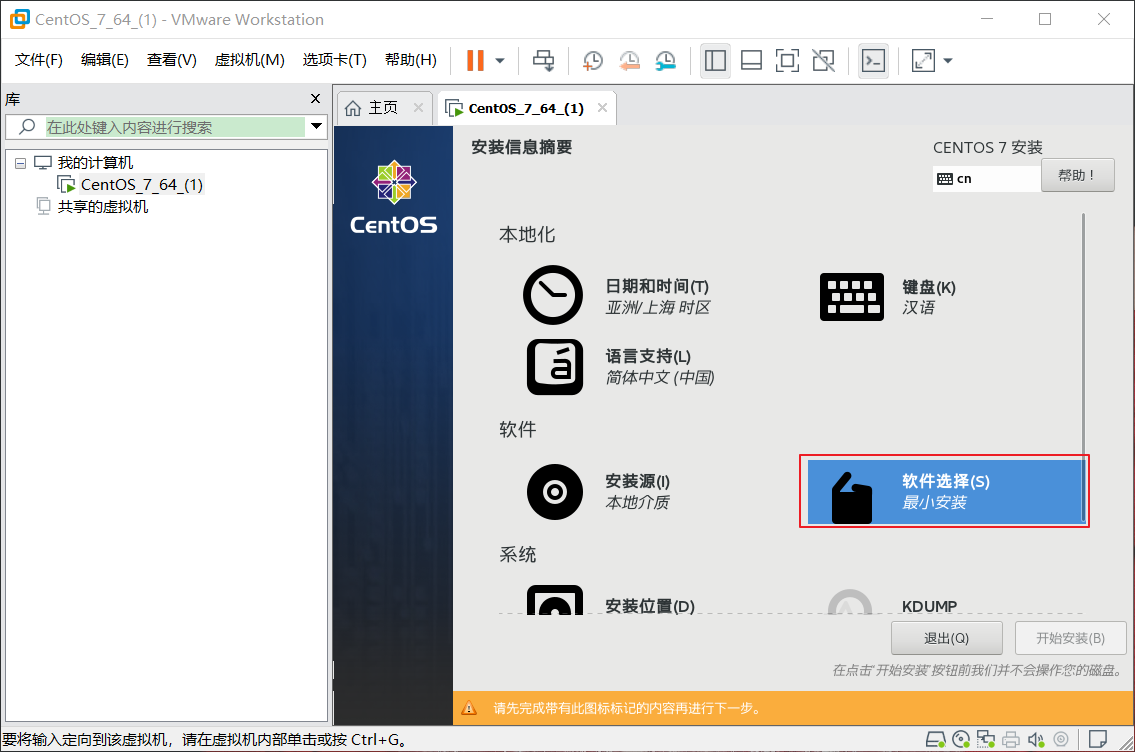 CentOS_7_64_(1) - VMware Workstation
文件(F) 编辑(E) 查看(V) 虚拟机(M) 选项卡(T) 帮助(H)
库
在此处键入内容进行搜索
我的计算机
CentOS_7_64_(1)
共享的虚拟机
主页 CentOS_7_64_(1)
CentOS
安装信息摘要
CENTOS 7 安装
cn
帮助！
本地化
日期和时间(T)
亚洲/上海 时区
键盘(K)
汉语
语言支持(L)
简体中文 (中国)
软件
安装源(I)
本地介质
软件选择(S)
最小安装
系统
安装位置(D)
KDUMP
退出(Q)
开始安装(B)
在点击'开始安装'按钮前我们并不会操作您的磁盘。
请先完成带有此图标标记的内容再进行下一步。
要将输入定向到该虚拟机，请在虚拟机内部单击或按 Ctrl+G。